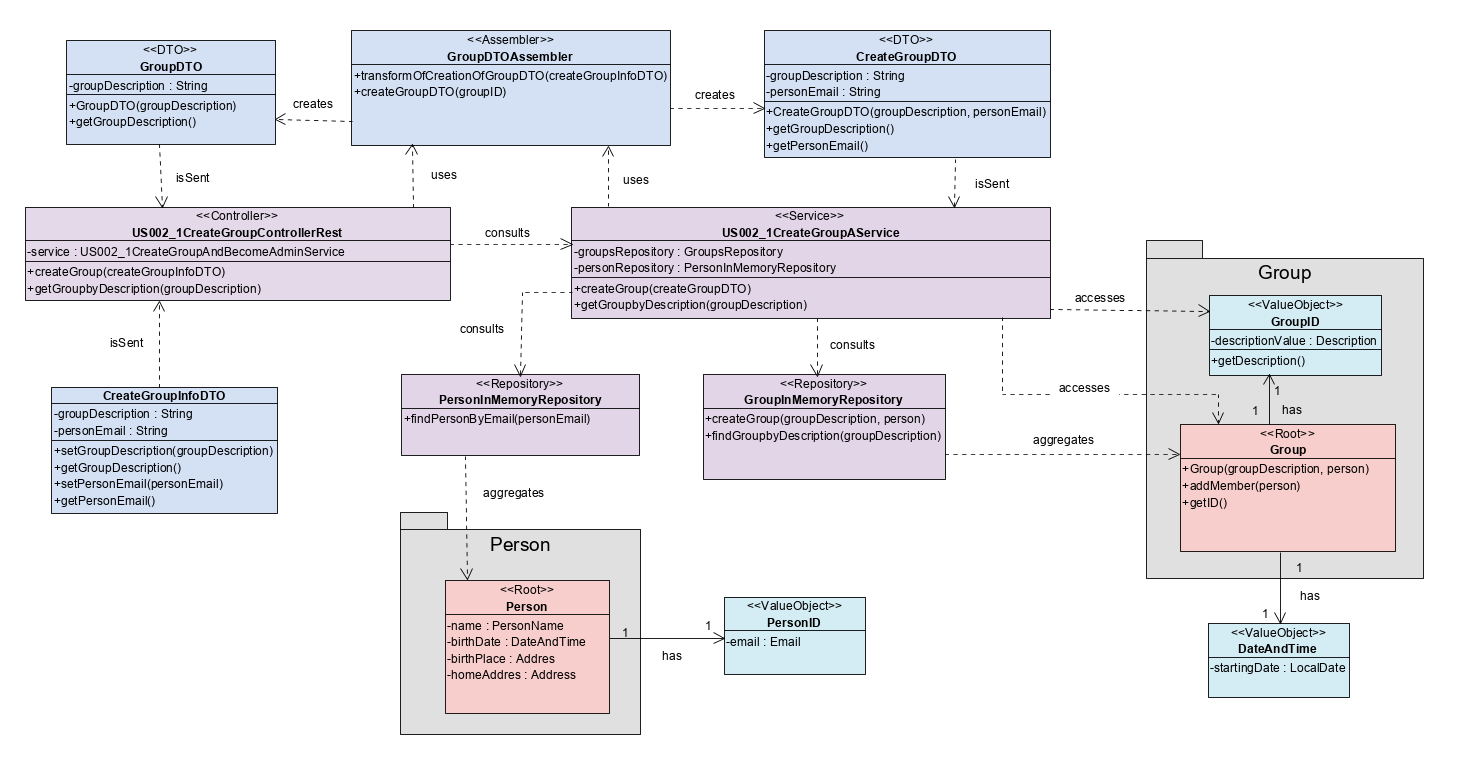 <<DTO>>
GroupDTO
-groupDescription : String
+GroupDTO(groupDescription)
+getGroupDescription()
<<Assembler>>
GroupDTOAssembler
+transformOfCreationOfGroupDTO(createGroupInfoDTO)
+createGroupDTO(groupID)
<<DTO>>
CreateGroupDTO
-groupDescription : String
-personEmail : String
+CreateGroupDTO(groupDescription, personEmail)
+getGroupDescription()
+getPersonEmail()
creates
creates
isSent
uses
uses
isSent
<<Controller>>
US002_1CreateGroupControllerRest
-service : US002_1CreateGroupAndBecomeAdminService
+createGroup(createGroupInfoDTO)
+getGroupbyDescription(groupDescription)
consults
<<Service>>
US002_1CreateGroupAService
-groupsRepository : GroupsRepository
-personRepository : PersonInMemoryRepository
+createGroup(createGroupDTO)
+getGroupbyDescription(groupDescription)
accesses
Group
<<ValueObject>>
GroupID
-descriptionValue : Description
+getDescription()
isSent
consults
consults
accesses
1
1
has
CreateGroupInfoDTO
-groupDescription : String
-personEmail : String
+setGroupDescription(groupDescription)
+getGroupDescription()
+setPersonEmail(personEmail)
+getPersonEmail()
<<Repository>>
PersonInMemoryRepository
+findPersonByEmail(personEmail)
<<Repository>>
GroupInMemoryRepository
+createGroup(groupDescription, person)
+findGroupbyDescription(groupDescription)
aggregates
<<Root>>
Group
+Group(groupDescription, person)
+addMember(person)
+getID()
aggregates
Person
<<Root>>
Person
-name : PersonName
-birthDate : DateAndTime
-birthPlace : Addres
-homeAddres : Address
1
1
has
<<ValueObject>>
PersonID
-email : Email
1
has
1
<<ValueObject>>
DateAndTime
-startingDate : LocalDate